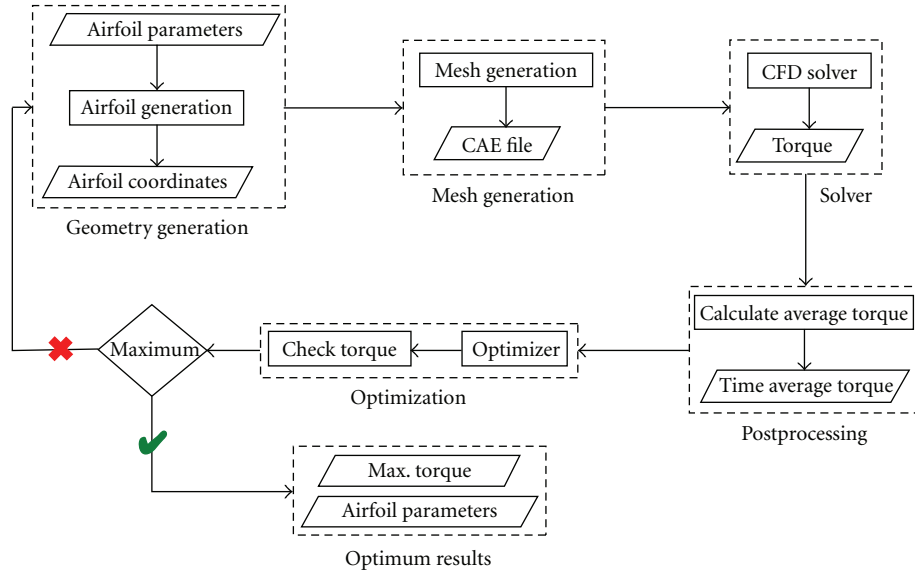 Airfoil parameters
Airfoil generation
Airfoil coordinates
Geometry generation
Mesh generation
CAE file
Mesh generation
CFD solver
Torque
Solver
Calculate average torque
Time average torque
Postprocessing
Optimizer
Check torque
Optimization
Maximum
Max. torque
Airfoil parameters
Optimum results